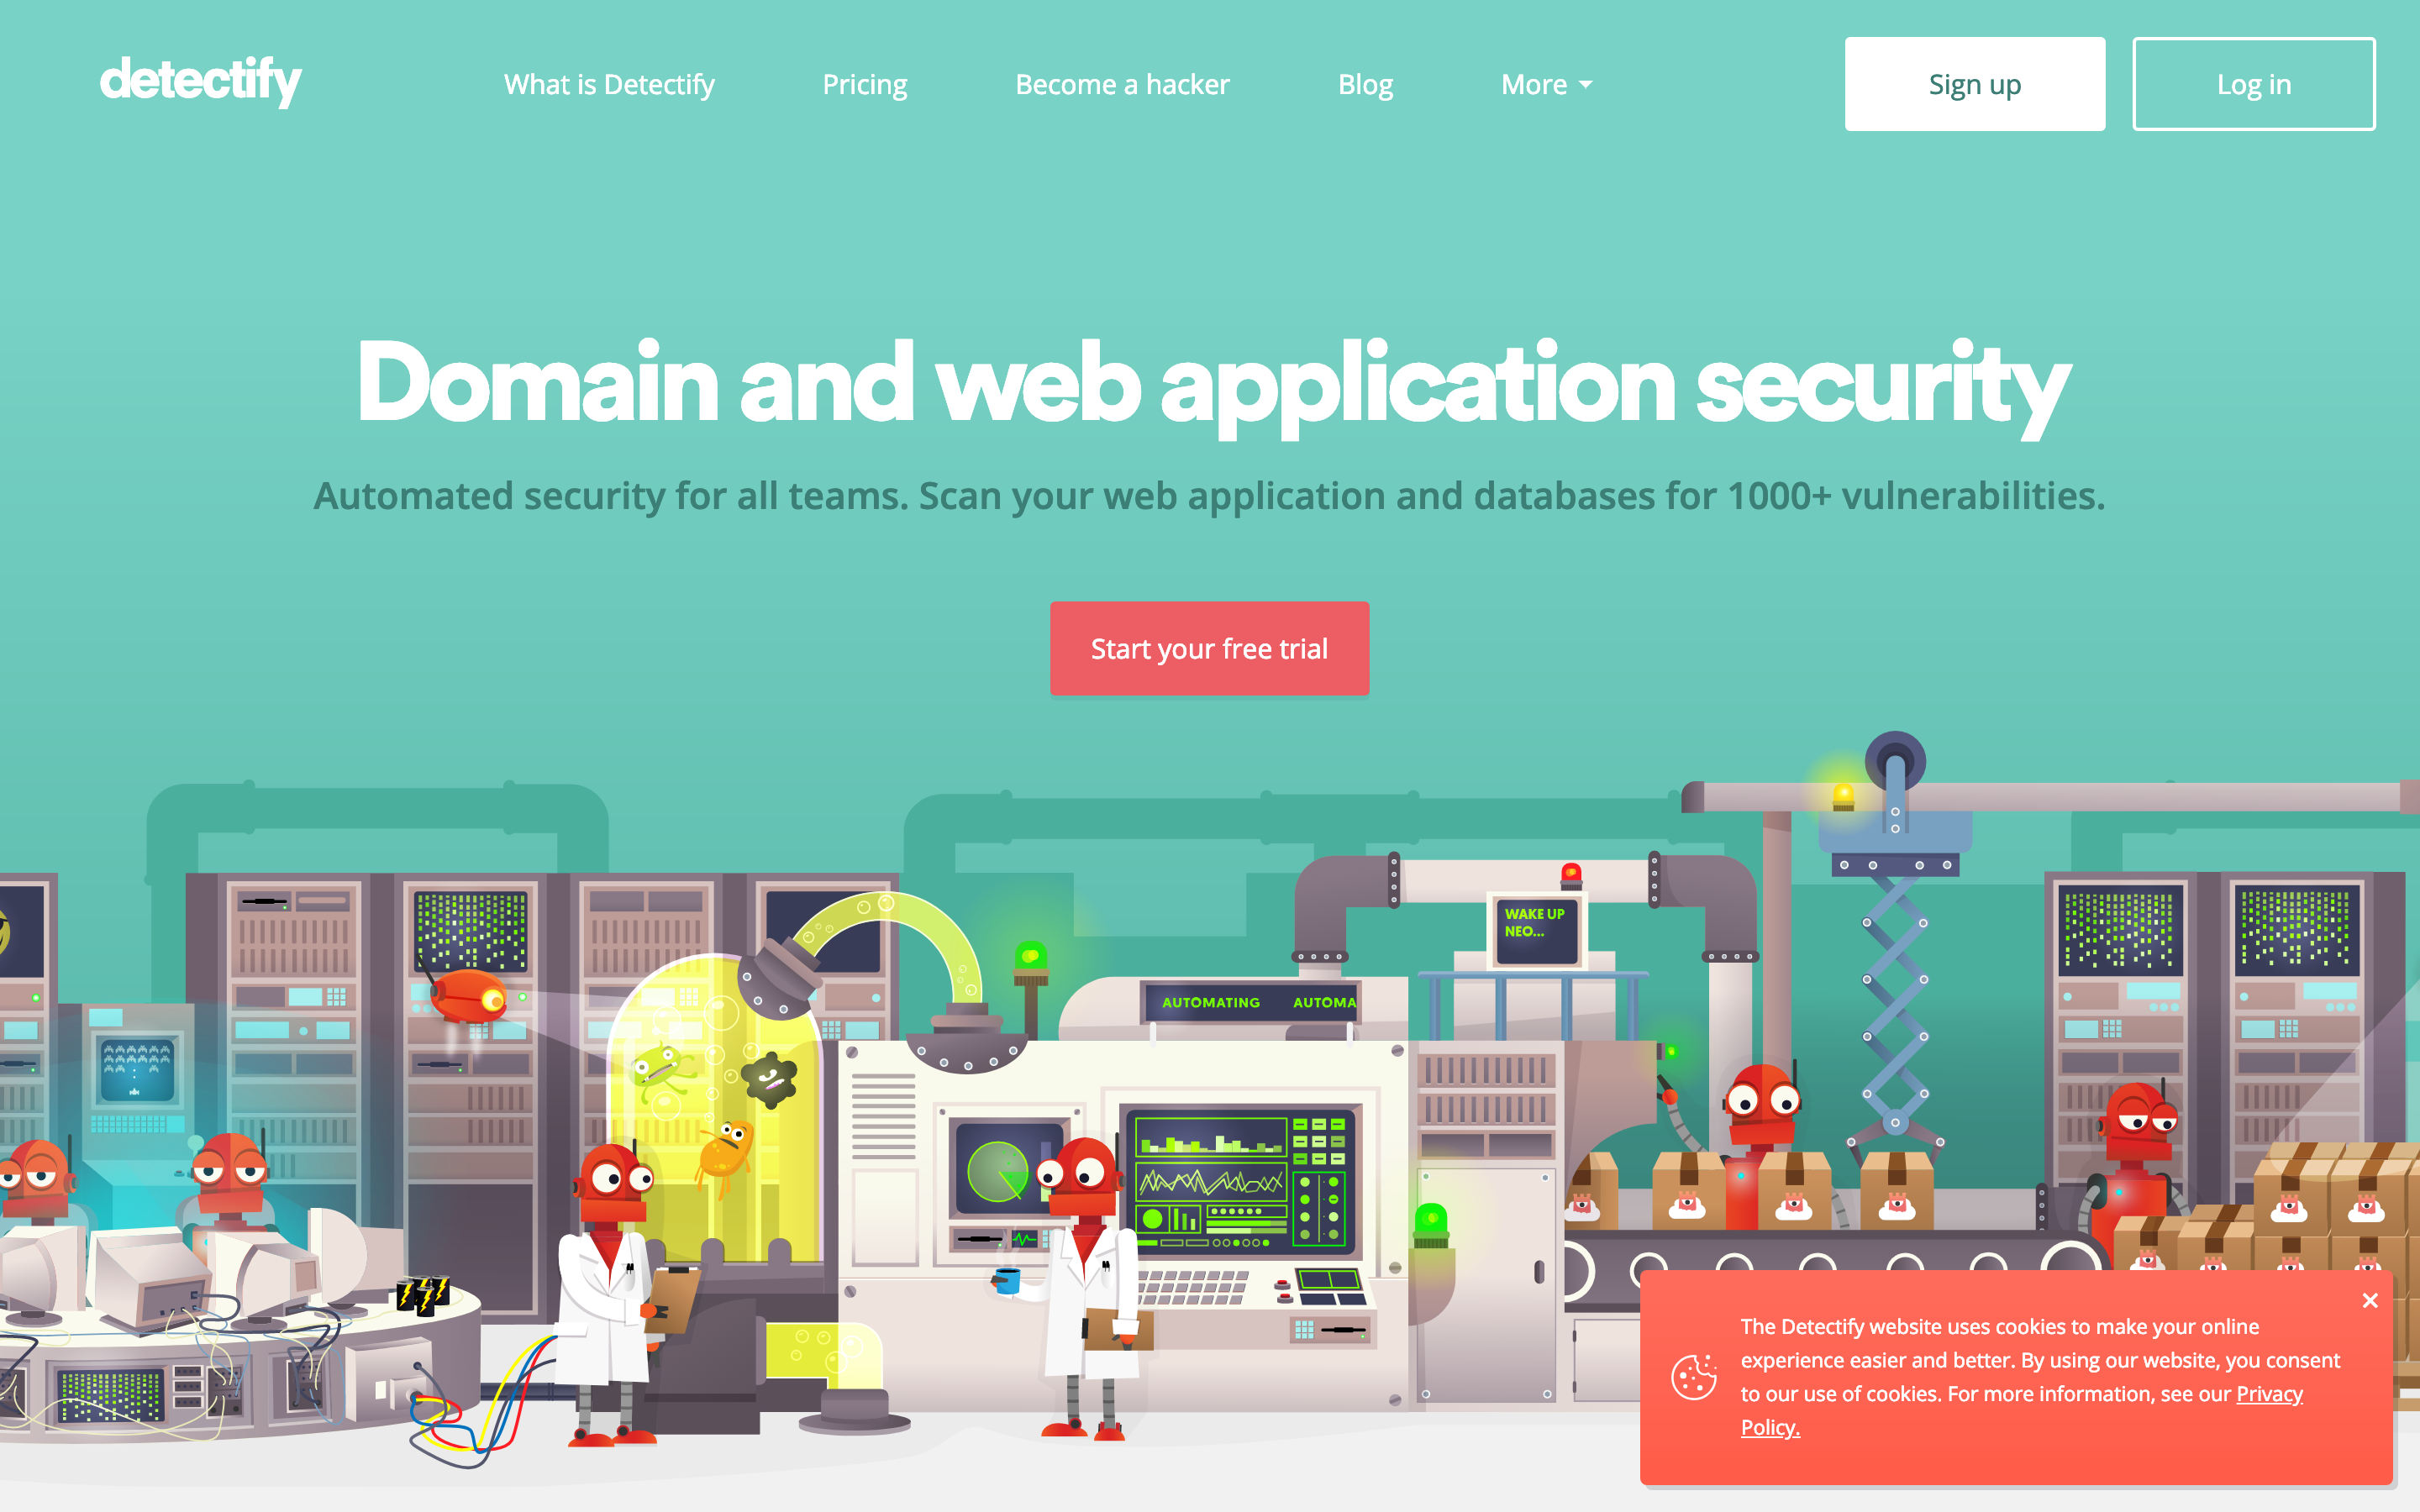 detectify
What is Detectify
Pricing
Become a hacker
Blog
More
Sign up
Log in
Domain and web application security
Automated security for all teams. Scan your web application and databases for 1000+ vulnerabilities.
Start your free trial
WAKE UP
NEO...
AUTOMATING AUTOMA
The Detectify website uses cookies to make your online
experience easier and better. By using our website, you consent
to our use of cookies. For more information, see our Privacy
Policy.